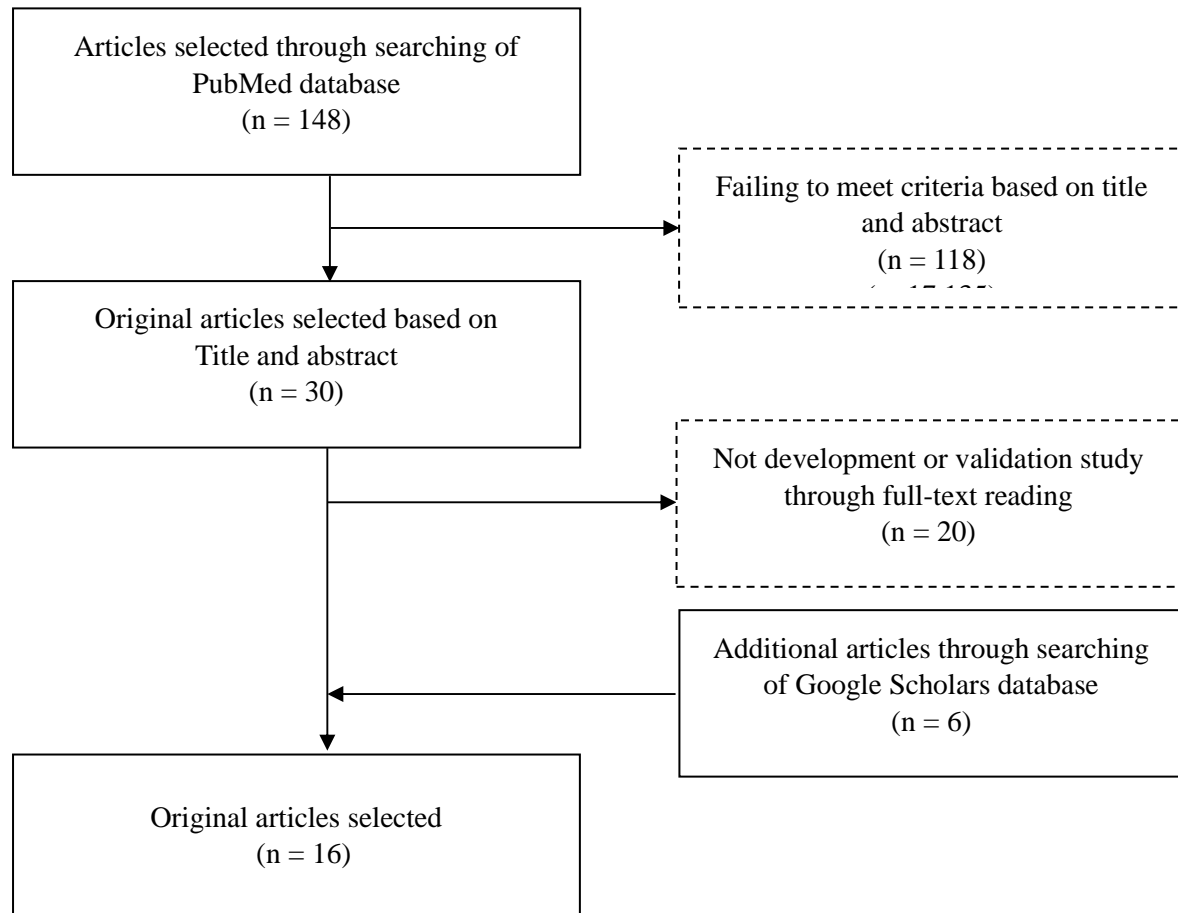 Articles selected through searching of
PubMed database
(n = 148)
Failing to meet criteria based on title
and abstract
(n = 118)
Original articles selected based on
Title and abstract
(n = 30)
Not development or validation study
through full-text reading
(n = 20)
Additional articles through searching
of Google Scholars database
(n = 6)
Original articles selected
(n = 16)